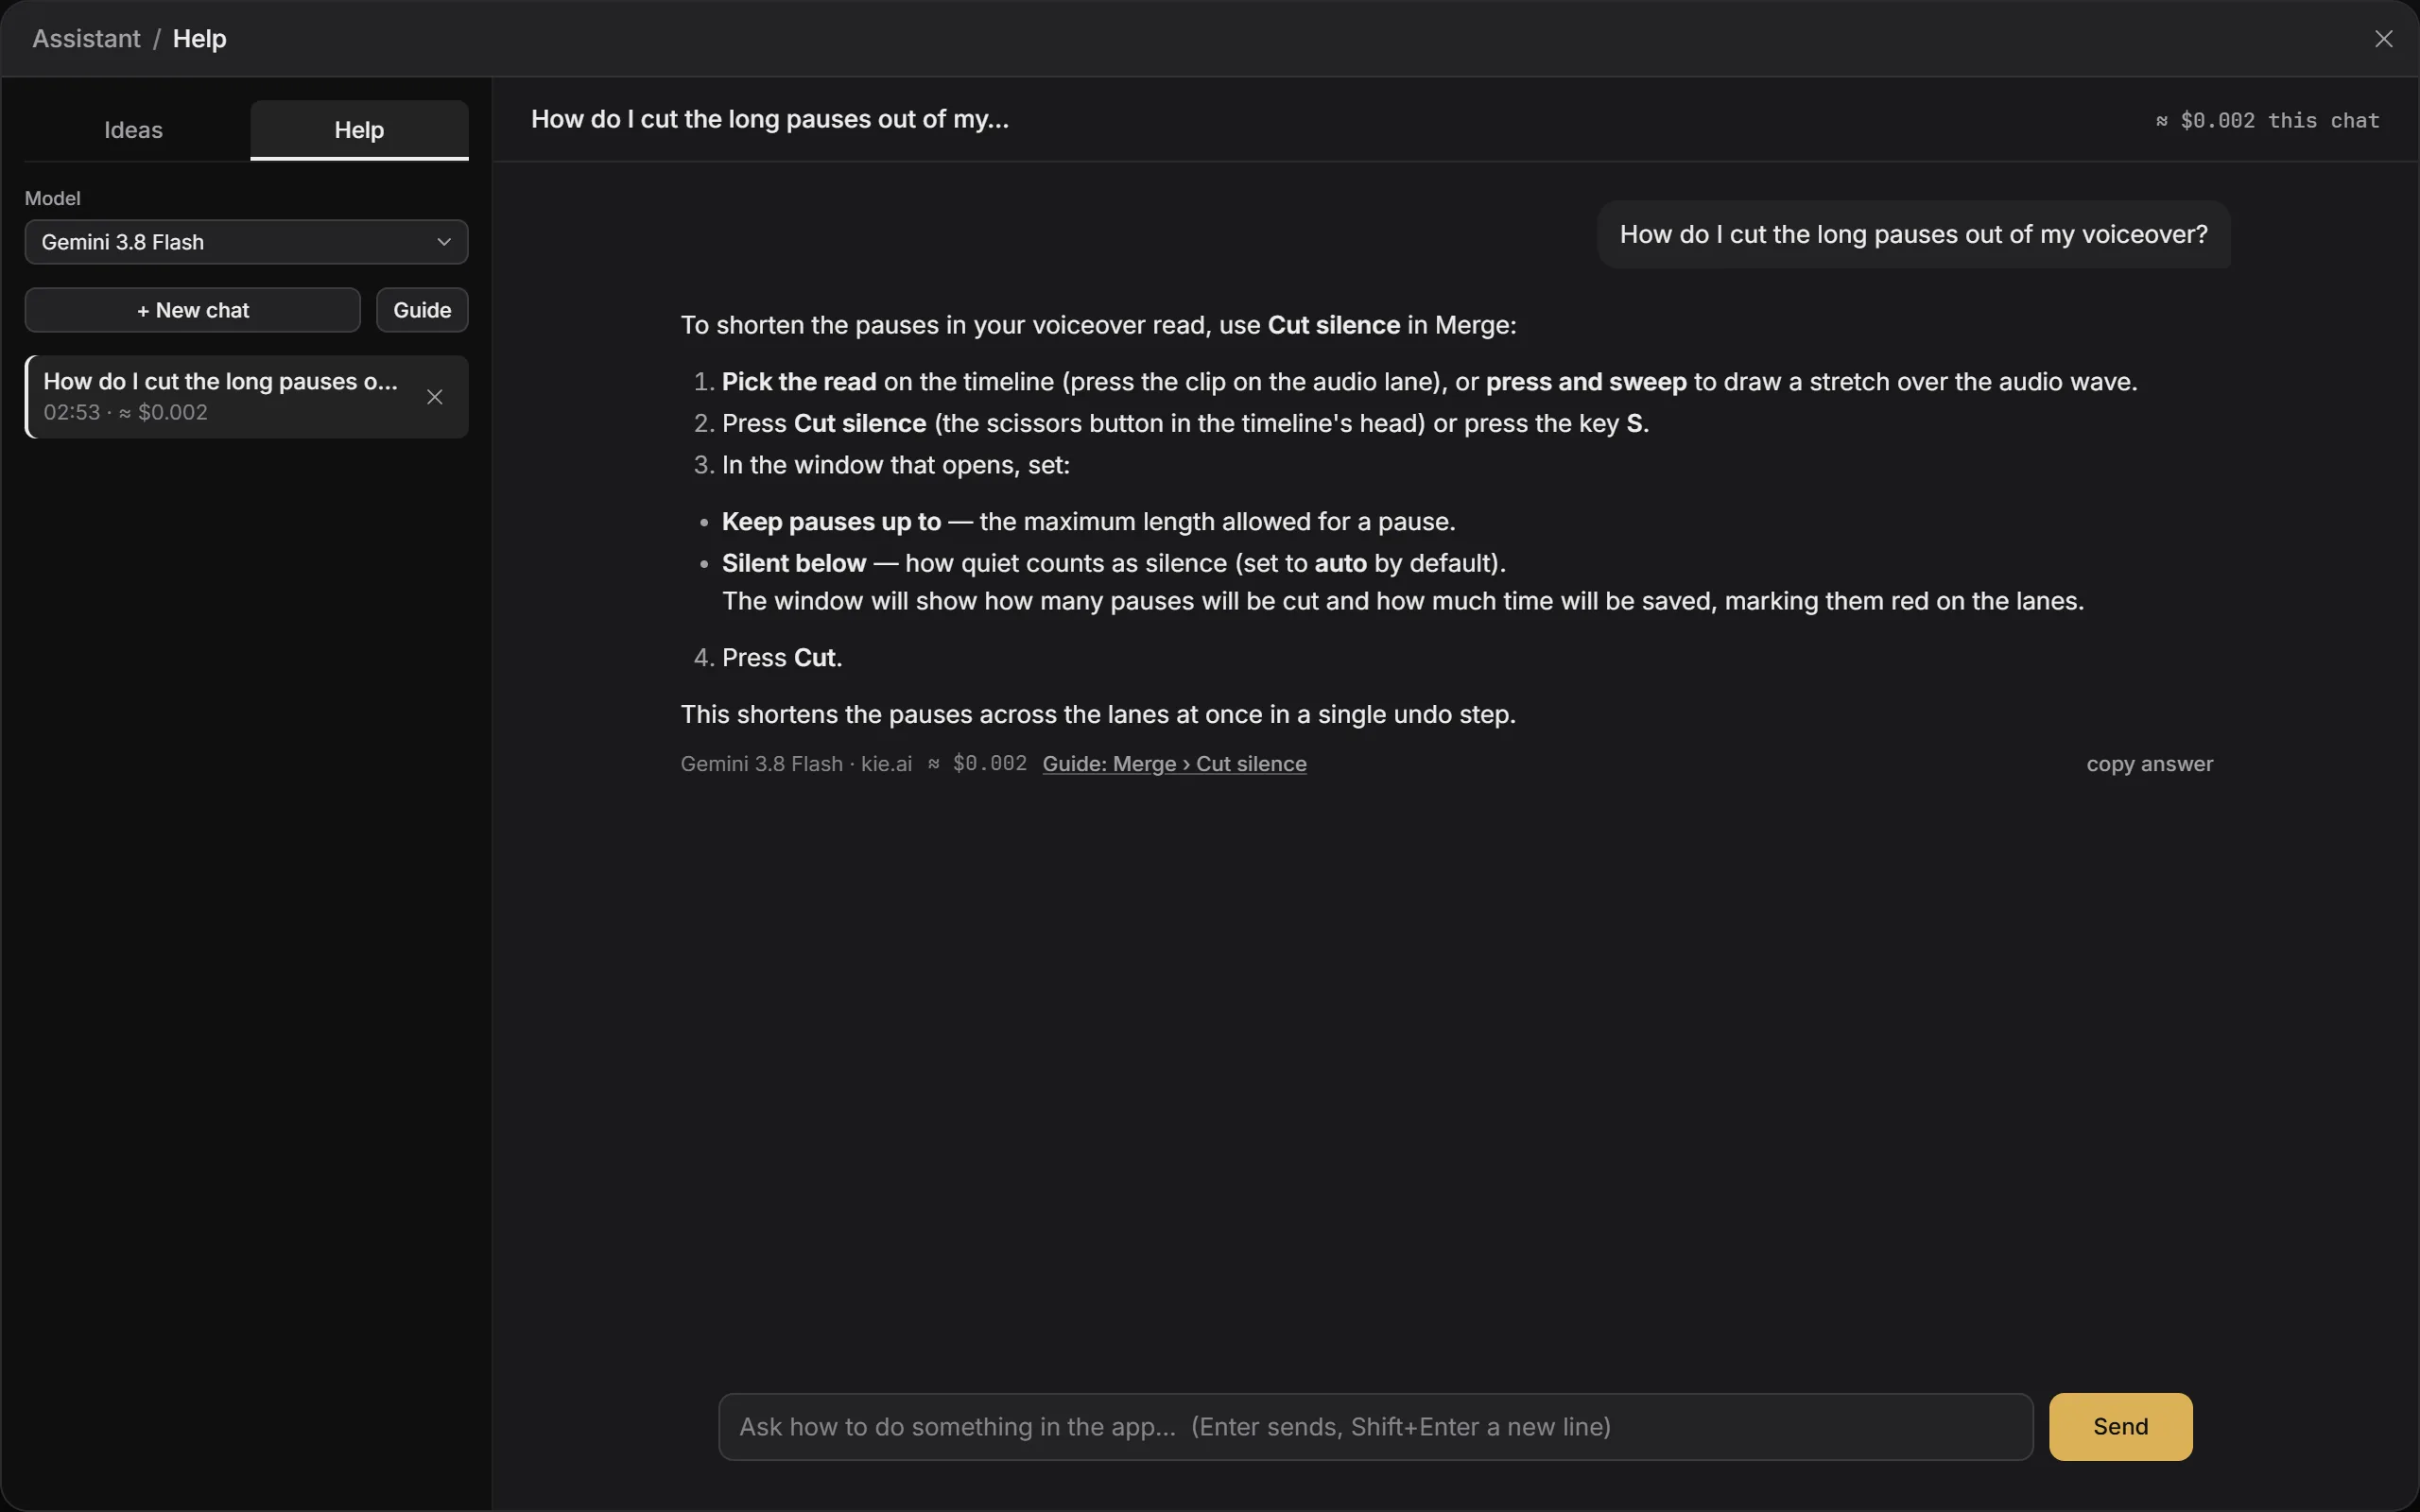 Assistant / Help
Ideas
Help
Model
Gemini 3.8 Flash
+ New chat
Guide
How do I cut the long pauses o...
02:53 · ≈ $0.002
How do I cut the long pauses out of my...
≈ $0.002 this chat
How do I cut the long pauses out of my voiceover?
To shorten the pauses in your voiceover read, use Cut silence in Merge:
1. Pick the read on the timeline (press the clip on the audio lane), or press and sweep to draw a stretch over the audio wave.
2. Press Cut silence (the scissors button in the timeline's head) or press the key S.
3. In the window that opens, set:
• Keep pauses up to — the maximum length allowed for a pause.
• Silent below — how quiet counts as silence (set to auto by default).
The window will show how many pauses will be cut and how much time will be saved, marking them red on the lanes.
4. Press Cut.
This shortens the pauses across the lanes at once in a single undo step.
Gemini 3.8 Flash · kie.ai ≈ $0.002 Guide: Merge › Cut silence
copy answer
Ask how to do something in the app... (Enter sends, Shift+Enter a new line)
Send